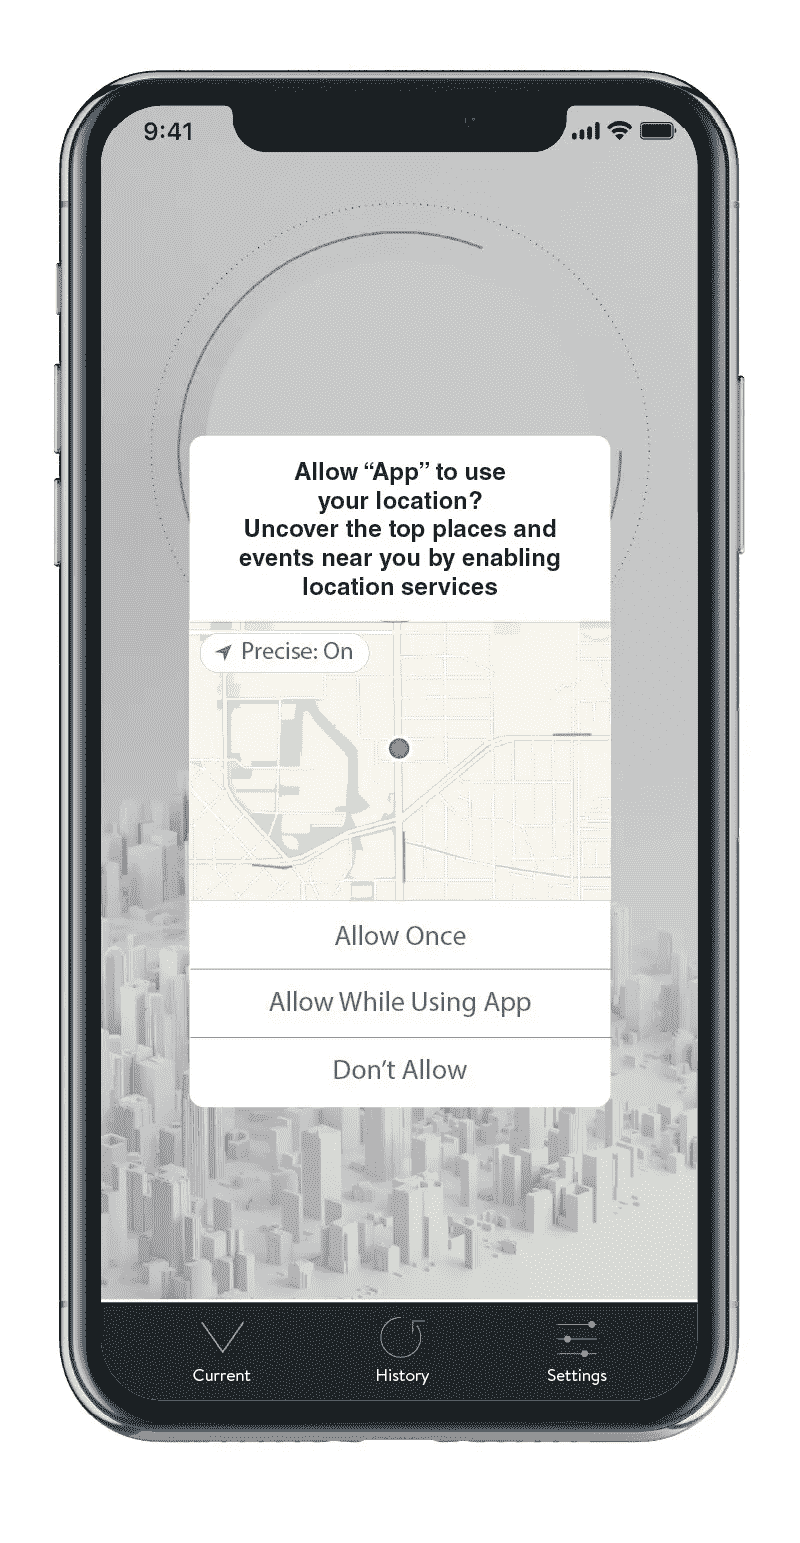 9:41
Allow “App” to use
your location?
Uncover the top places and
events near you by enabling
location services
Precise: On
Allow Once
Allow While Using App
Don’t Allow
Current
History
Settings